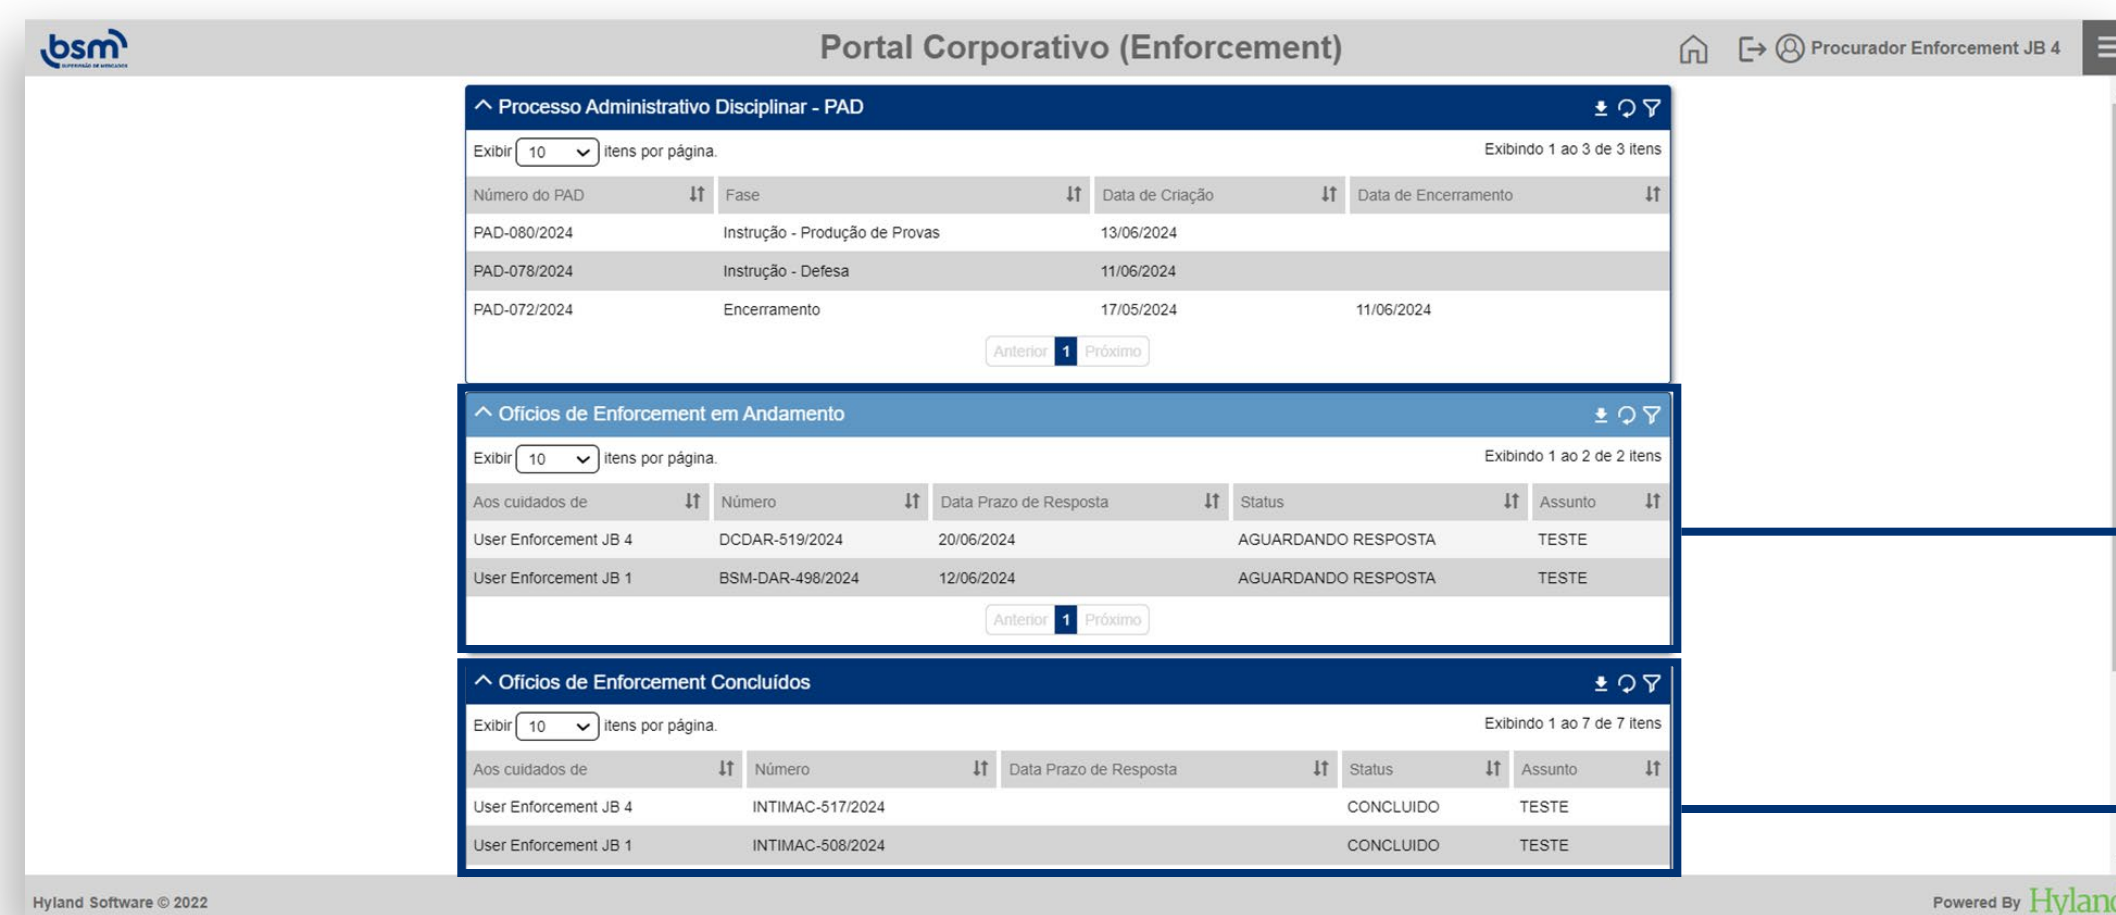 bsm
SUPERVISÃO DE MERCADOS
Portal Corporativo (Enforcement)
Procurador Enforcement JB 4
Processo Administrativo Disciplinar - PAD
Exibir 10 itens por página.
Exibindo 1 ao 3 de 3 itens
Número do PAD Fase Data de Criação Data de Encerramento
PAD-080/2024 Instrução - Produção de Provas 13/06/2024
PAD-078/2024 Instrução - Defesa 11/06/2024
PAD-072/2024 Encerramento 17/05/2024 11/06/2024
Anterior 1 Próximo
Ofícios de Enforcement em Andamento
Exibir 10 itens por página.
Exibindo 1 ao 2 de 2 itens
Aos cuidados de Número Data Prazo de Resposta Status Assunto
User Enforcement JB 4 DCDAR-519/2024 20/06/2024 AGUARDANDO RESPOSTA TESTE
User Enforcement JB 1 BSM-DAR-498/2024 12/06/2024 AGUARDANDO RESPOSTA TESTE
Anterior 1 Próximo
Ofícios de Enforcement Concluídos
Exibir 10 itens por página.
Exibindo 1 ao 7 de 7 itens
Aos cuidados de Número Data Prazo de Resposta Status Assunto
User Enforcement JB 4 INTIMAC-517/2024 CONCLUIDO TESTE
User Enforcement JB 1 INTIMAC-508/2024 CONCLUIDO TESTE
Hyland Software © 2022
Powered By Hyland